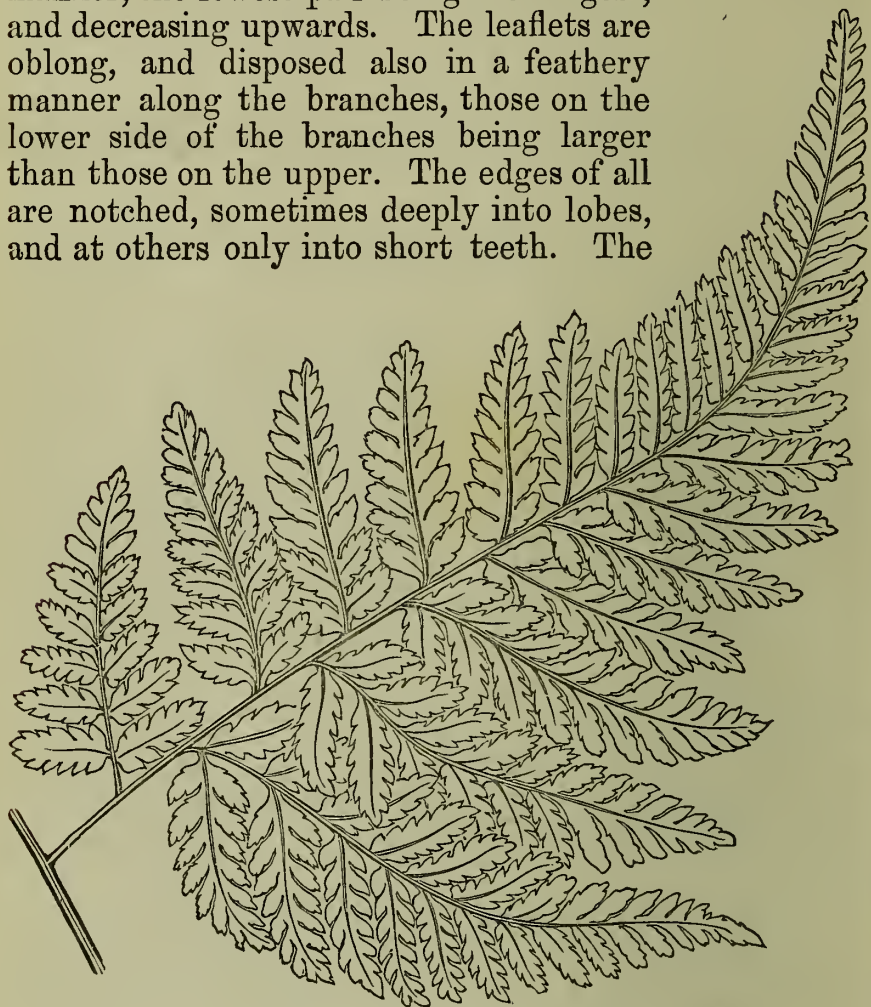 and decreasing upwards. The leaflets are
oblong, and disposed also in a feathery
manner along the branches, those on the
lower side of the branches being larger
than those on the upper. The edges of all
are notched, sometimes deeply into lobes,
and at others only into short teeth. The